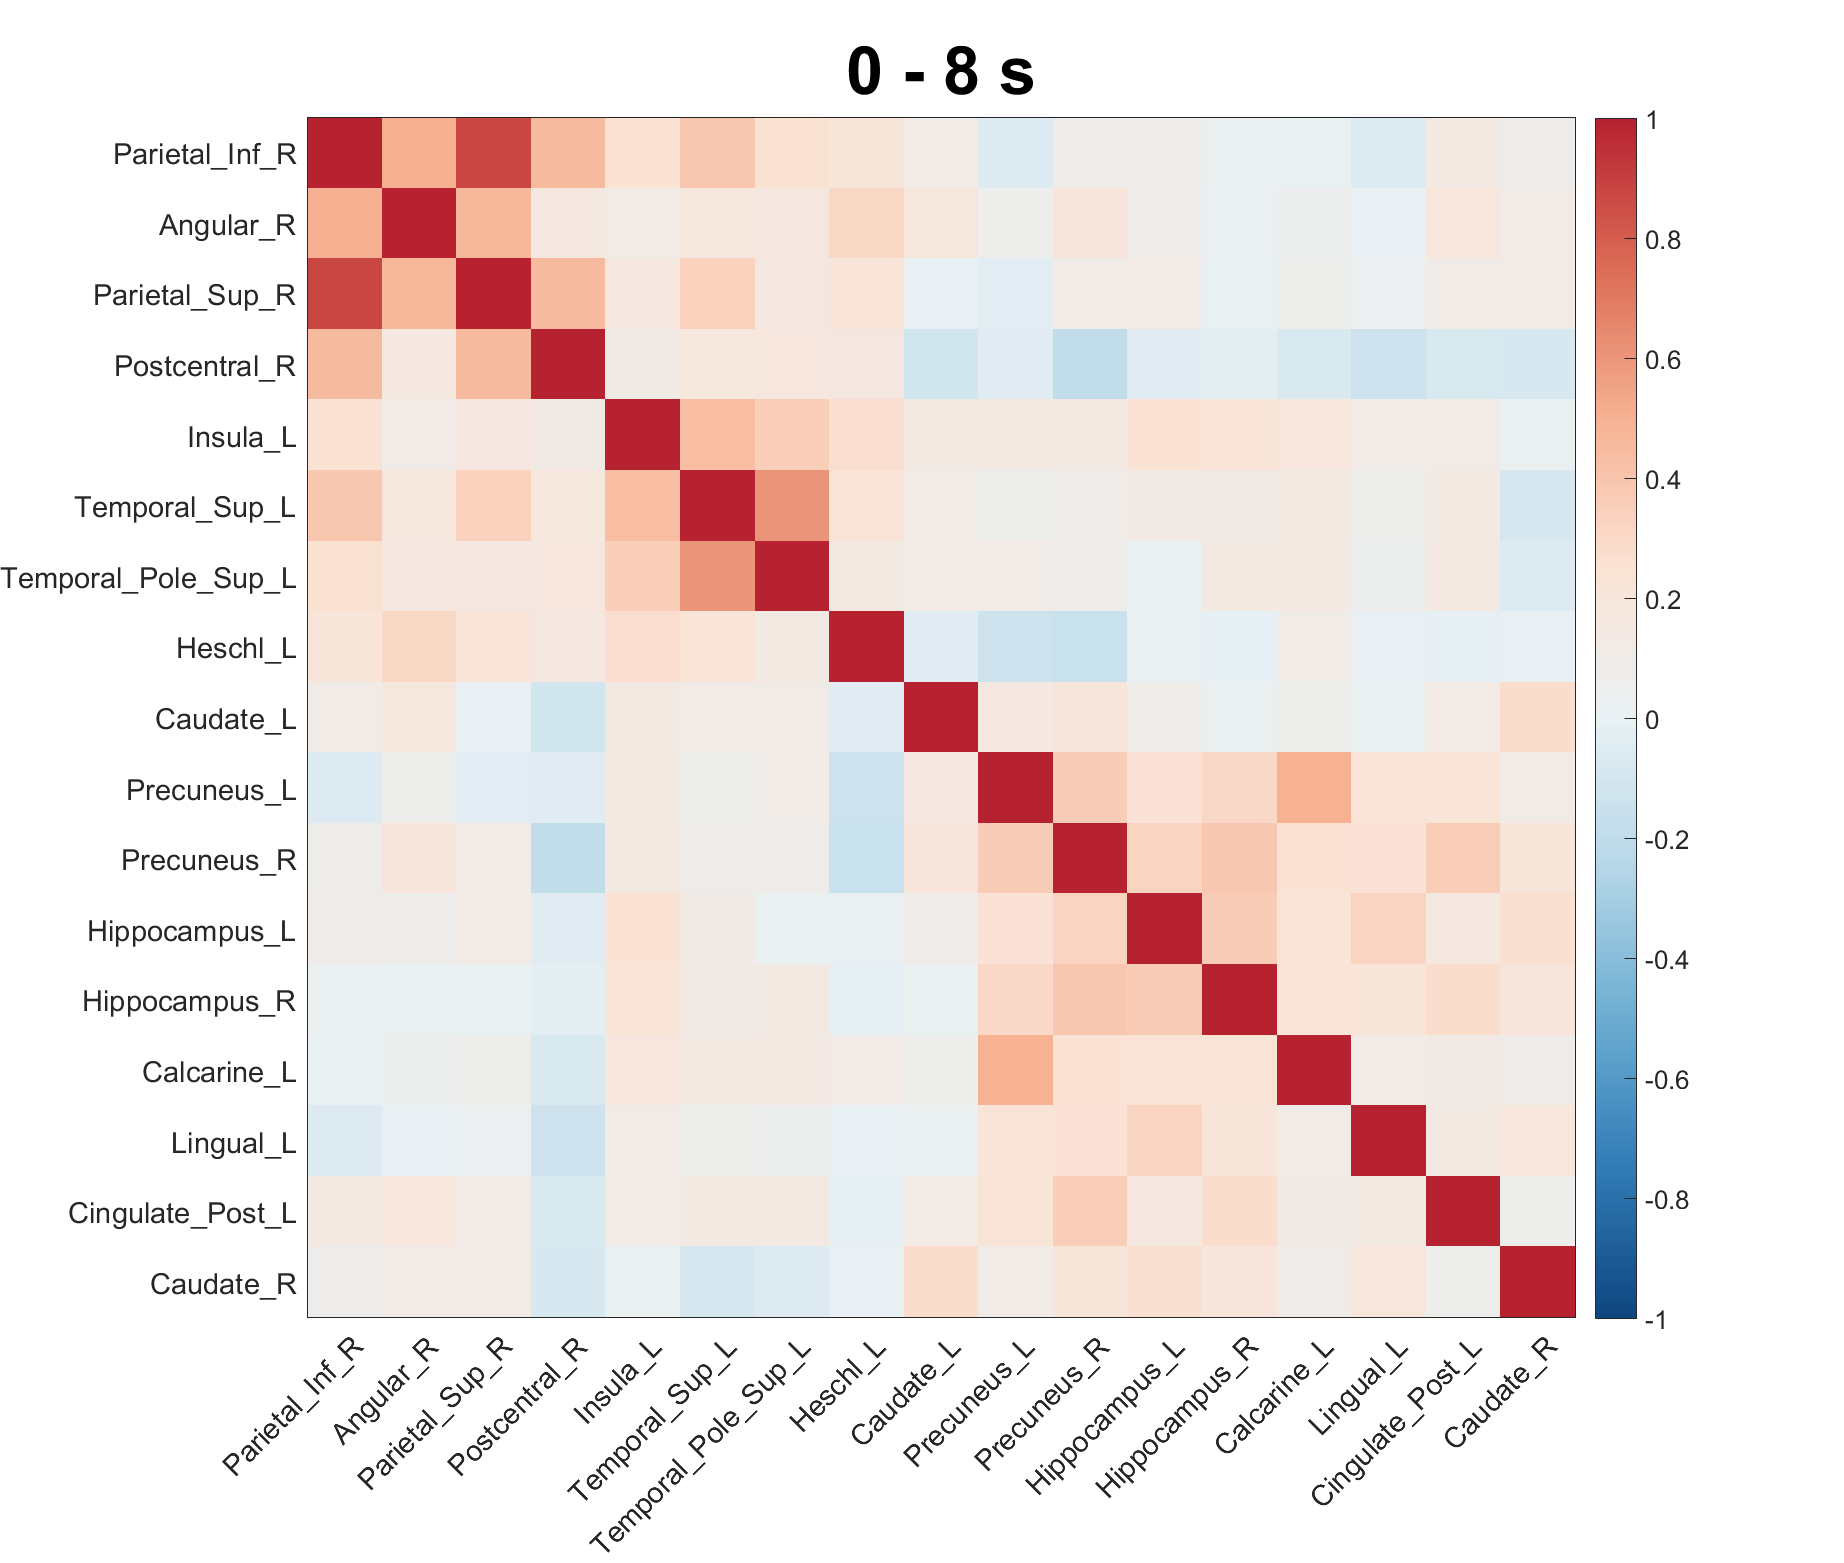 0 - 8 s
Parietal_Inf_R
Angular_R
Parietal_Sup_R
Postcentral_R
Insula_L
Temporal_Sup_L
Temporal_Pole_Sup_L
Heschl_L
Caudate_L
Precuneus_L
Precuneus_R
Hippocampus_L
Hippocampus_R
Calcarine_L
Lingual_L
Cingulate_Post_L
Caudate_R
Parietal_Inf_R
Angular_R
Parietal_Sup_R
Postcentral_R
Insula_L
Temporal_Sup_L
Temporal_Pole_Sup_L
Heschl_L
Caudate_L
Precuneus_L
Precuneus_R
Hippocampus_L
Hippocampus_R
Calcarine_L
Lingual_L
Cingulate_Post_L
Caudate_R
1
0.8
0.6
0.4
0.2
0
-0.2
-0.4
-0.6
-0.8
-1